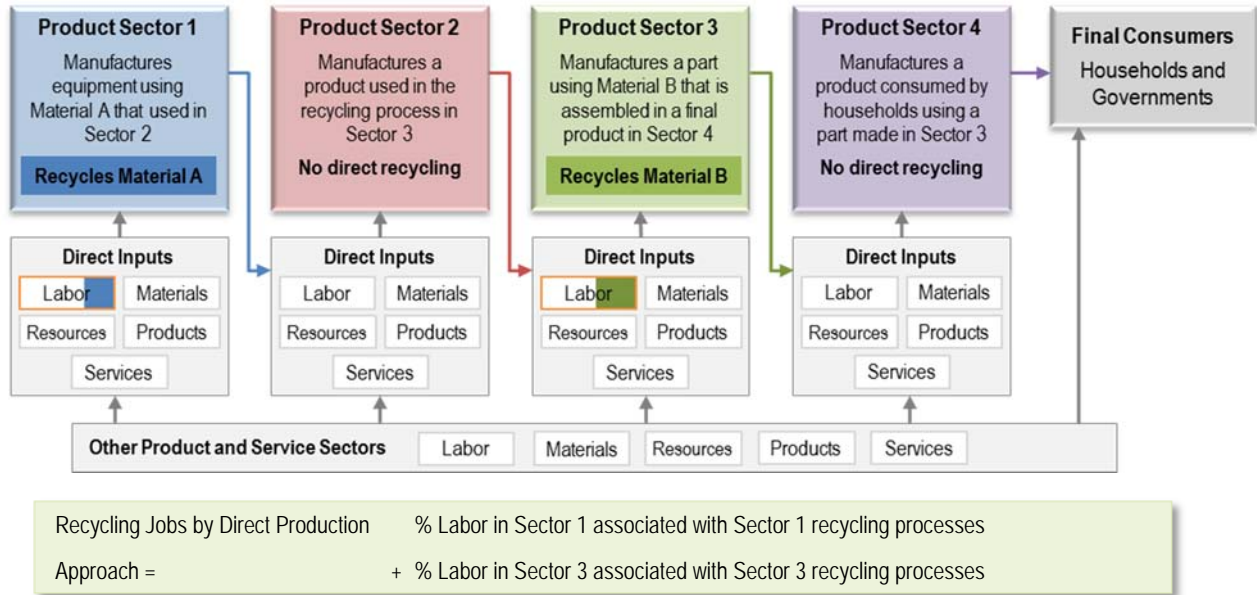 Product Sector 1
Manufactures
equipment using
Material A that used in
Sector 2
Recycles Material A
Product Sector 2
Manufactures a
product used in the
recycling process in
Sector 3
No direct recycling
Product Sector 3
Manufactures a part
using Material B that is
assembled in a final
product in Sector 4
Recycles Material B
Product Sector 4
Manufactures a
product consumed by
households using a
part made in Sector 3
No direct recycling
Final Consumers
Households and
Governments
Direct Inputs
Labor
Materials
Resources
Products
Services
Direct Inputs
Labor
Materials
Resources
Products
Services
Direct Inputs
Labor
Materials
Resources
Products
Services
Direct Inputs
Labor
Materials
Resources
Products
Services
Other Product and Service Sectors
Labor
Materials
Resources
Products
Services
Recycling Jobs by Direct Production % Labor in Sector 1 associated with Sector 1 recycling processes
Approach = + % Labor in Sector 3 associated with Sector 3 recycling processes